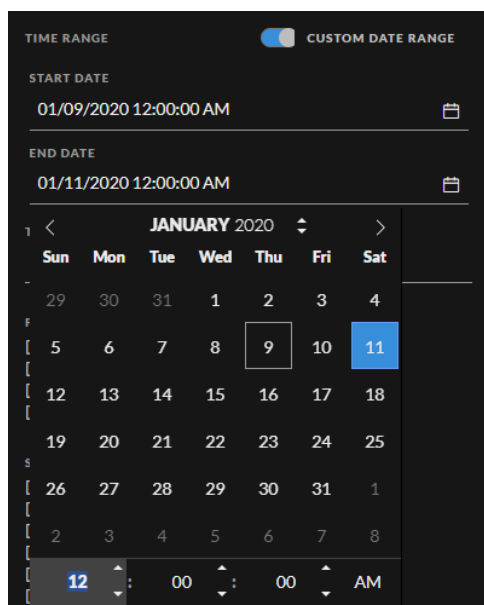 TIME RANGE CUSTOM DATE RANGE
START DATE
01/09/2020 12:00:00 AM
END DATE
01/11/2020 12:00:00 AM
JANUARY 2020
Sun Mon Tue Wed Thu Fri Sat
29 30 31 1 2 3 4
5 6 7 8 9 10 11
12 13 14 15 16 17 18
19 20 21 22 23 24 25
26 27 28 29 30 31 1
2 3 4 5 6 7 8
12 : 00 : 00 AM